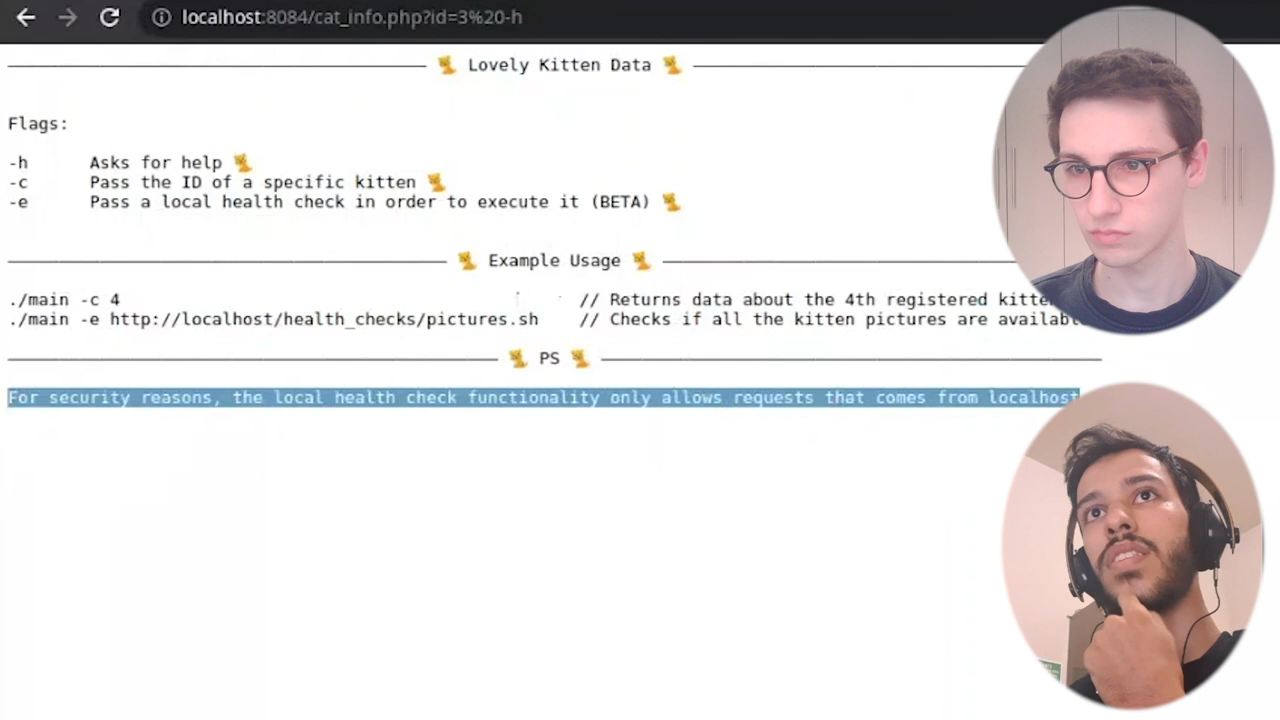 localhost:8084/cat_info.php?id=3%20-h
Lovely Kitten Data
Flags:
-h Asks for help
-c Pass the ID of a specific kitten
-e Pass a local health check in order to execute it (BETA)
Example Usage
./main -c 4 // Returns data about the 4th registered
./main -e http://localhost/health_checks/pictures.sh // Checks if all the kitten pictures are
PS
For security reasons, the local health check functionality only allows requests that comes from localhost